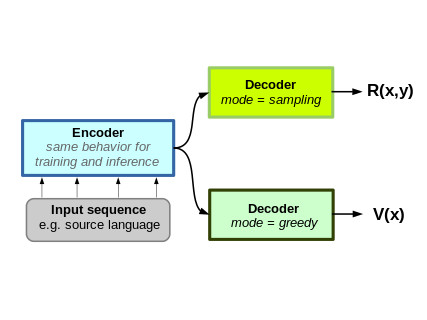 Decoder
mode = sampling
R(x,y)
Encoder
same behavior for
training and inference
Input sequence
e.g. source language
Decoder
mode = greedy
V(x)